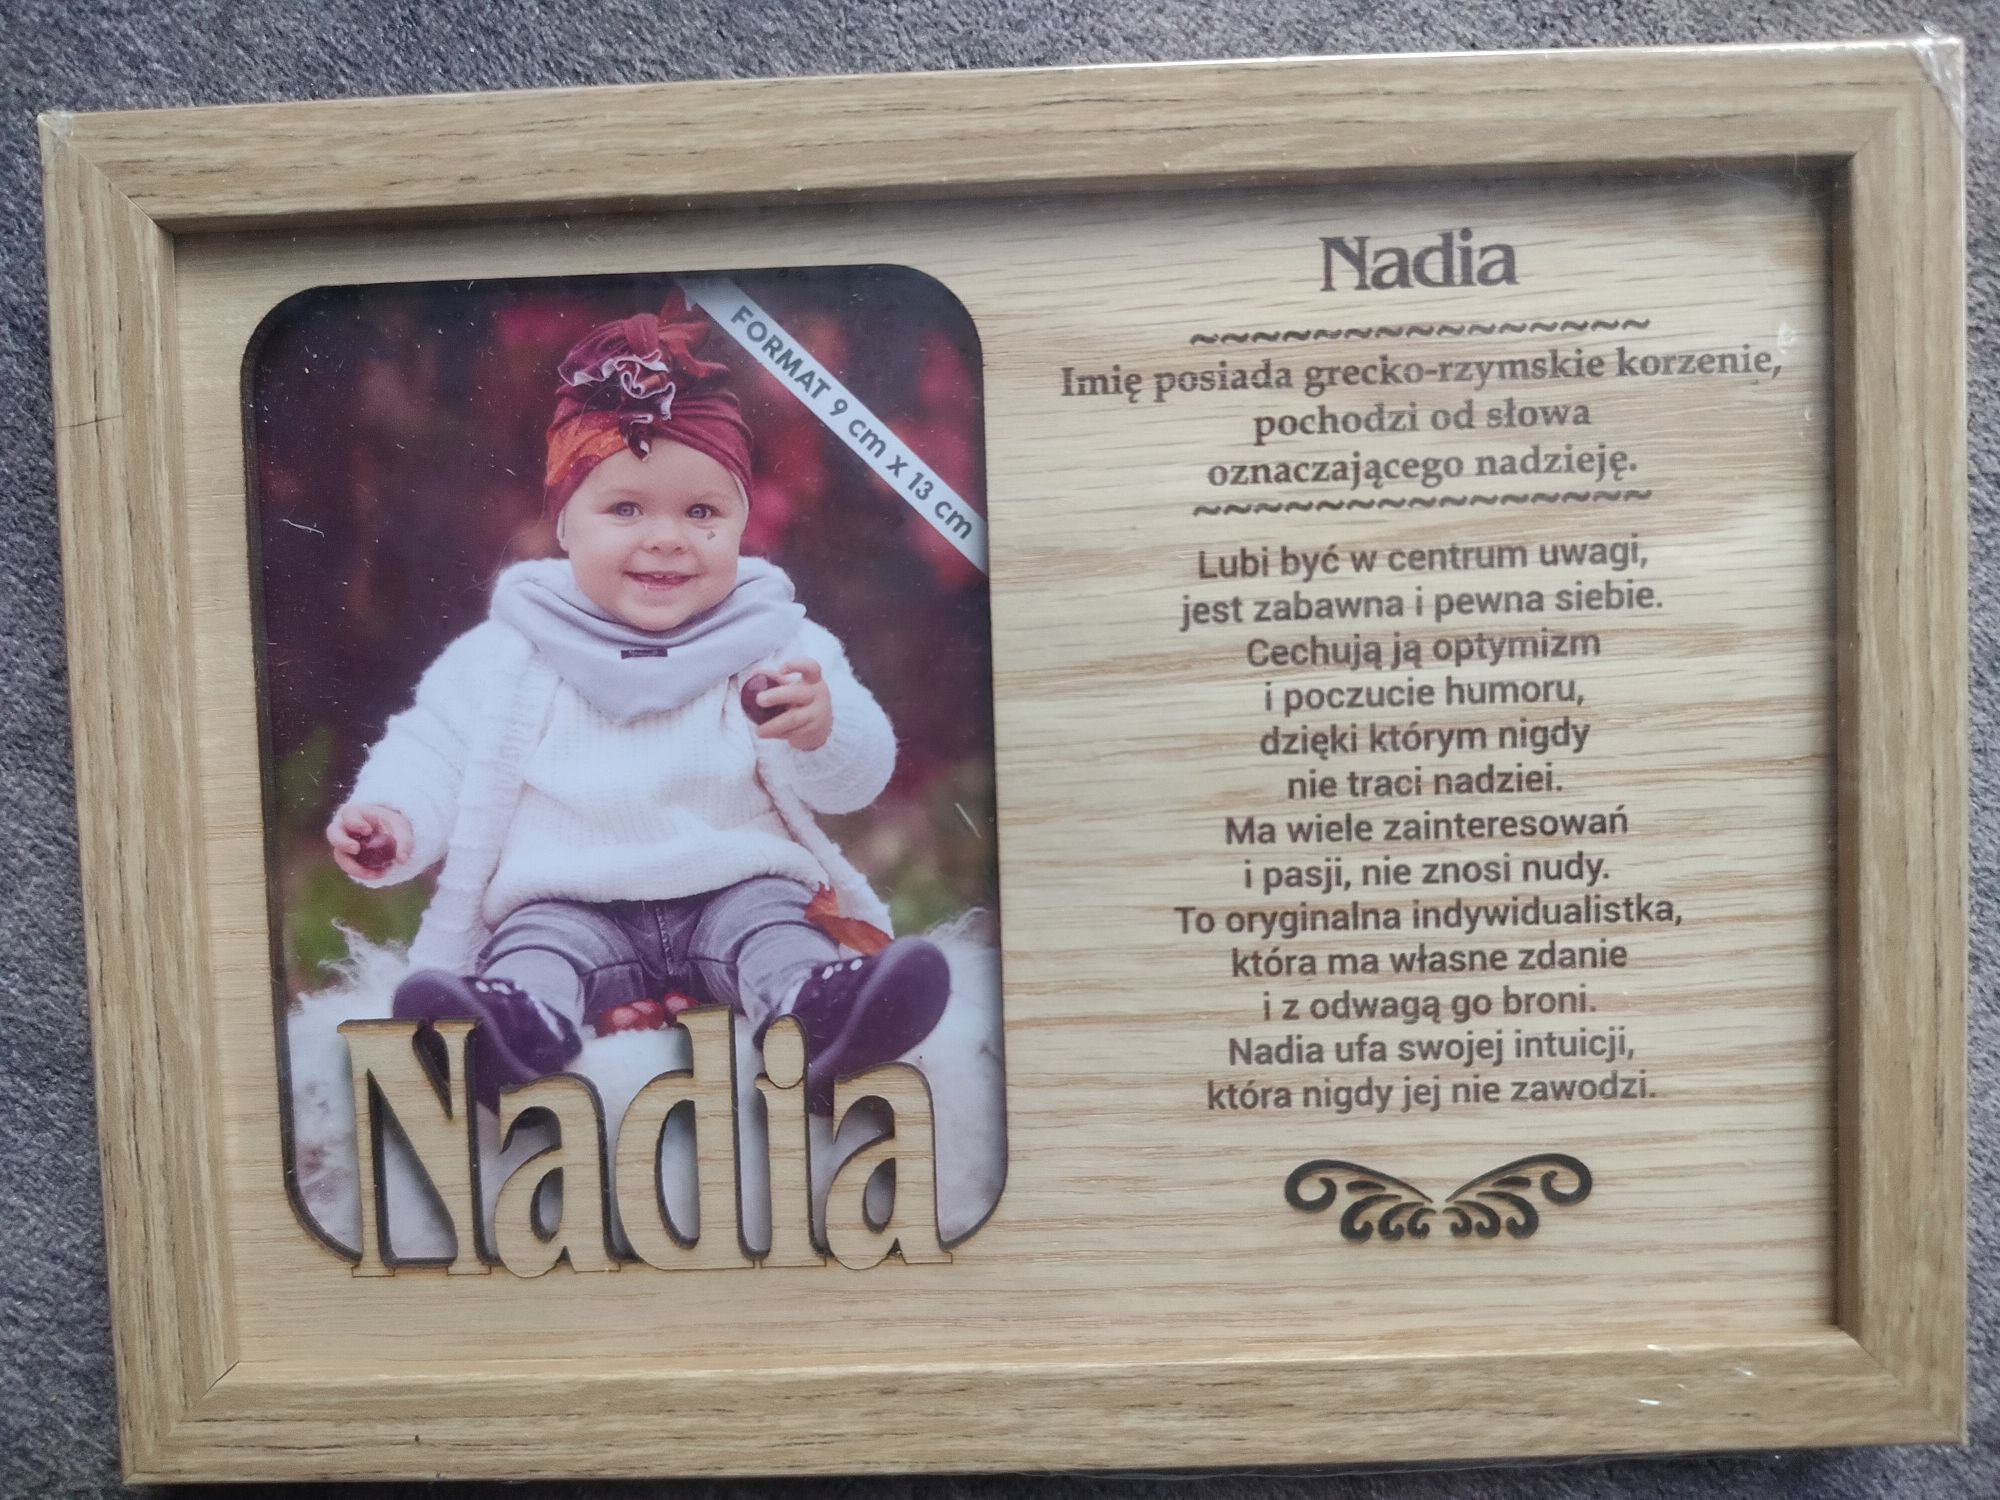 FORMAT 9 cm x 13 cm
Nadia
Nadia
~~~~~~~~~~~~~~~
Imię posiada grecko-rzymskie korzenie,
pochodzi od słowa
oznaczającego nadzieję.
~~~~~~~~~~~~~~~
Lubi być w centrum uwagi,
jest zabawna i pewna siebie.
Cechują ją optymizm
i poczucie humoru,
dzięki którym nigdy
nie traci nadziei.
Ma wiele zainteresowań
i pasji, nie znosi nudy.
To oryginalna indywidualistka,
która ma własne zdanie
i z odwagą go broni.
Nadia ufa swojej intuicji,
która nigdy jej nie zawodzi.